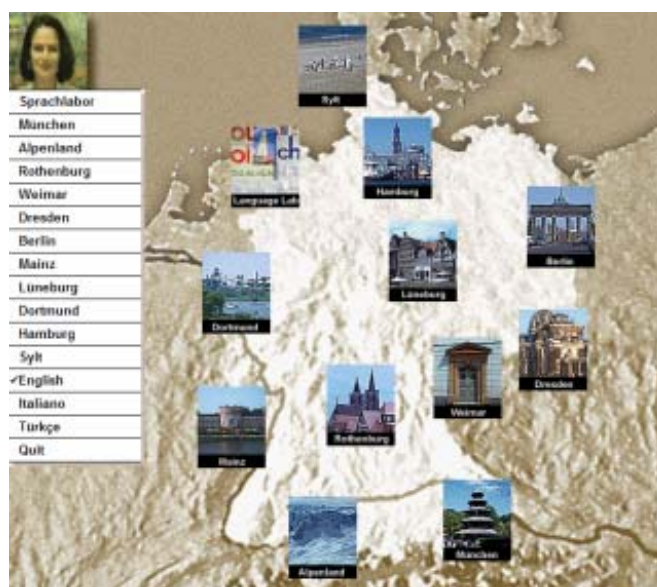 Sprachlabor
München
Alpenland
Rothenburg
Weimar
Dresden
Berlin
Mainz
Lüneburg
Dortmund
Hamburg
Sylt
✓English
Italiano
Türkçe
Quit
Sylt
Language Lab
Hamburg
Berlin
Lüneburg
Dortmund
Dresden
Weimar
Rothenburg
Mainz
München
Alpenland